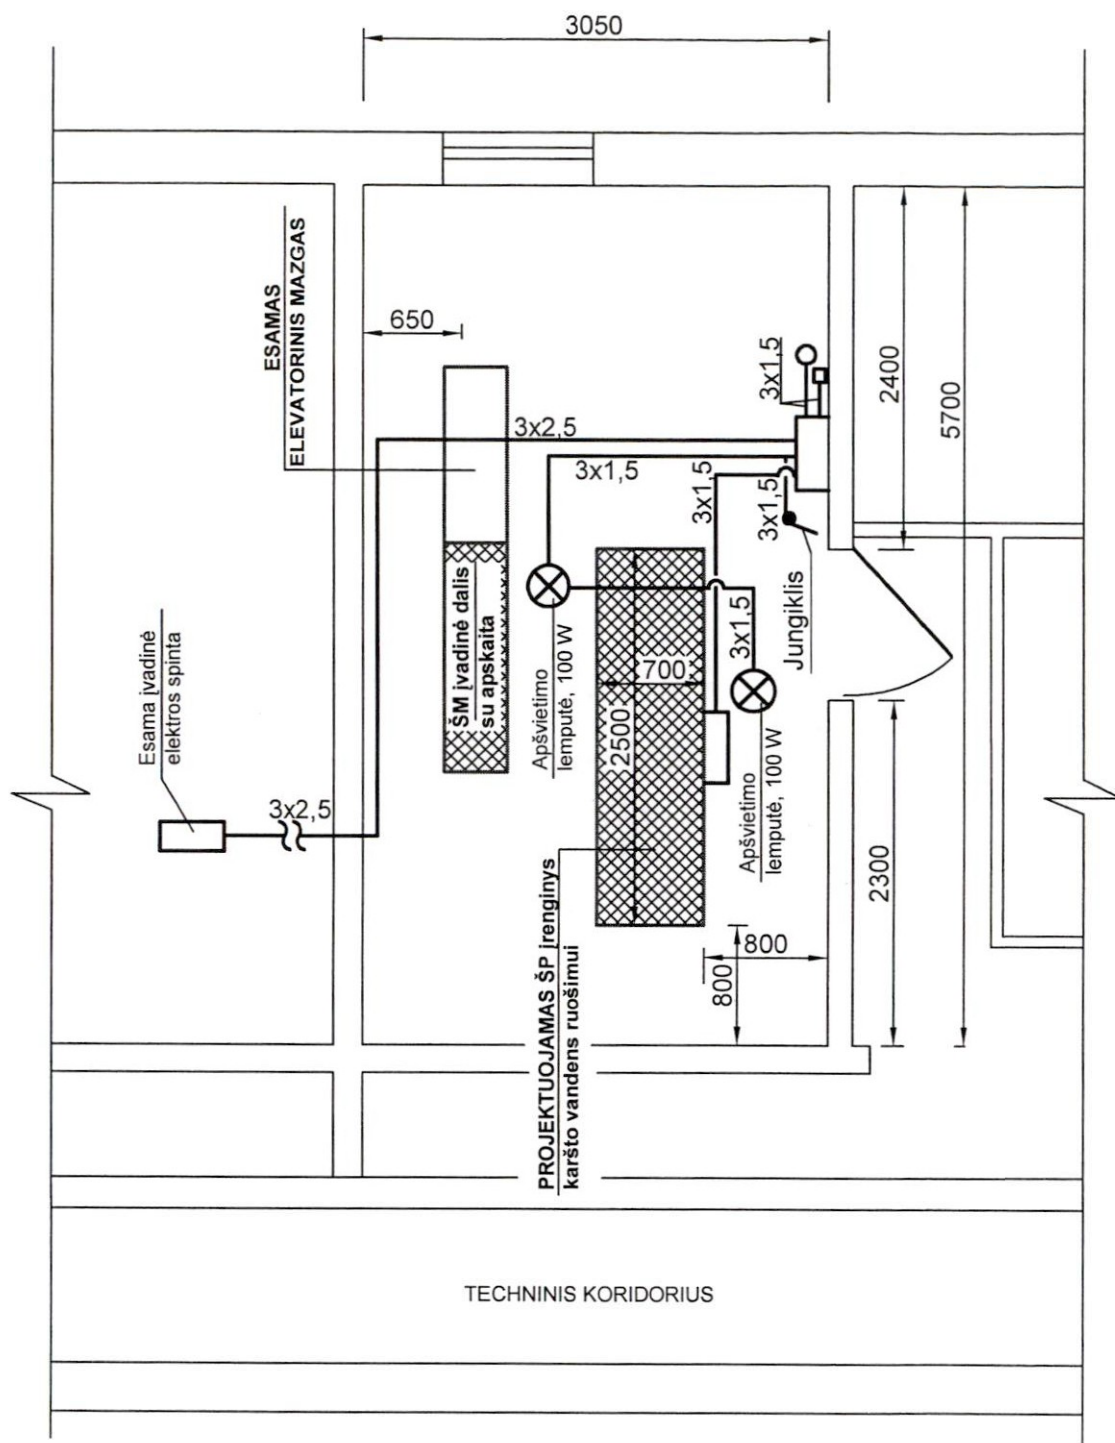 3050
ESAMAS
ELEVATORINIS MAZGAS
650
3x1,5
2400
5700
3x2,5
3x1,5
3x1,5
3x1,5
Jungiklis
Esama įvadinė
elektros spinta
ŠM įvadinė dalis
su apskaita
Apšvietimo
lemputė, 100 W
700
2500
3x1,5
Apšvietimo
lemputė, 100 W
3x2,5
2300
PROJEKTUOJAMAS ŠP įrenginys
karšto vandens ruošimui
800
800
TECHNINIS KORIDORIUS